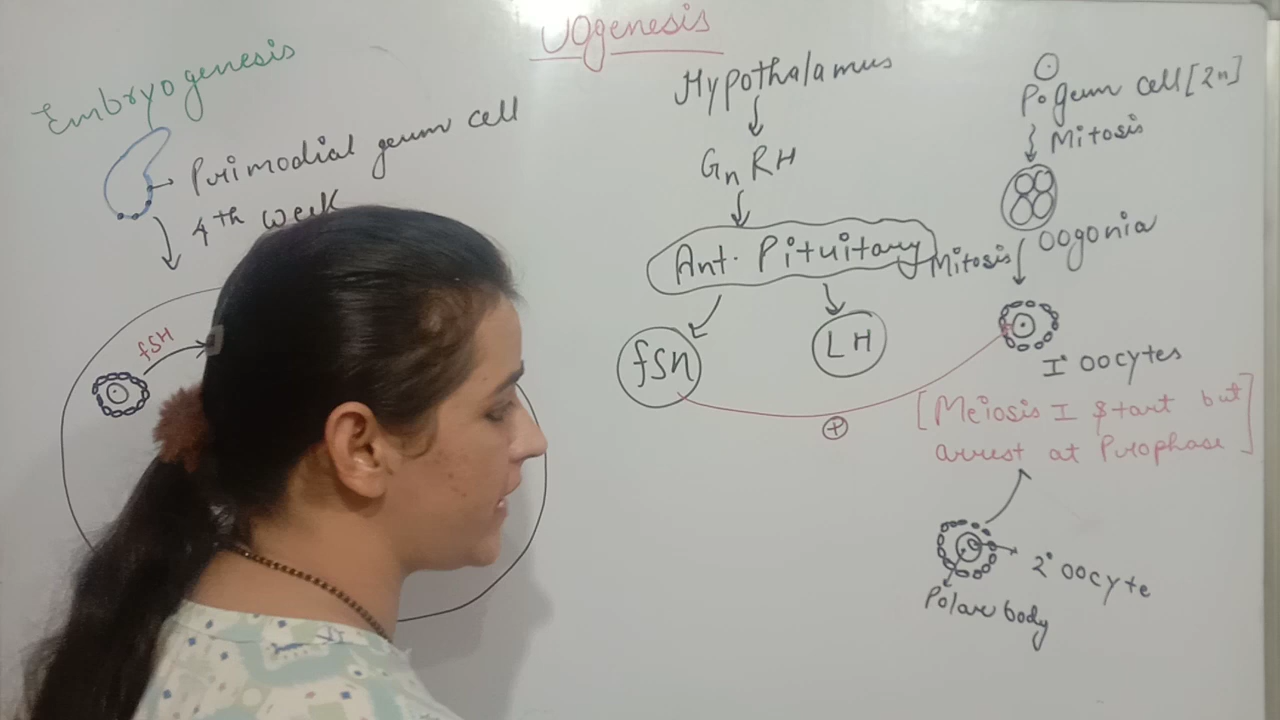 Oogenesis
Embryogenesis
Primodial germ cell
4th week
fSH
Hypothalamus
GnRH
Ant. Pituitary
fSH
LH
+
P. Germ cell [2n]
Mitosis
Oogonia
Mitosis
I° Oocytes
[Meiosis I start but
arrest at Prophase]
2° Oocyte
Polar body